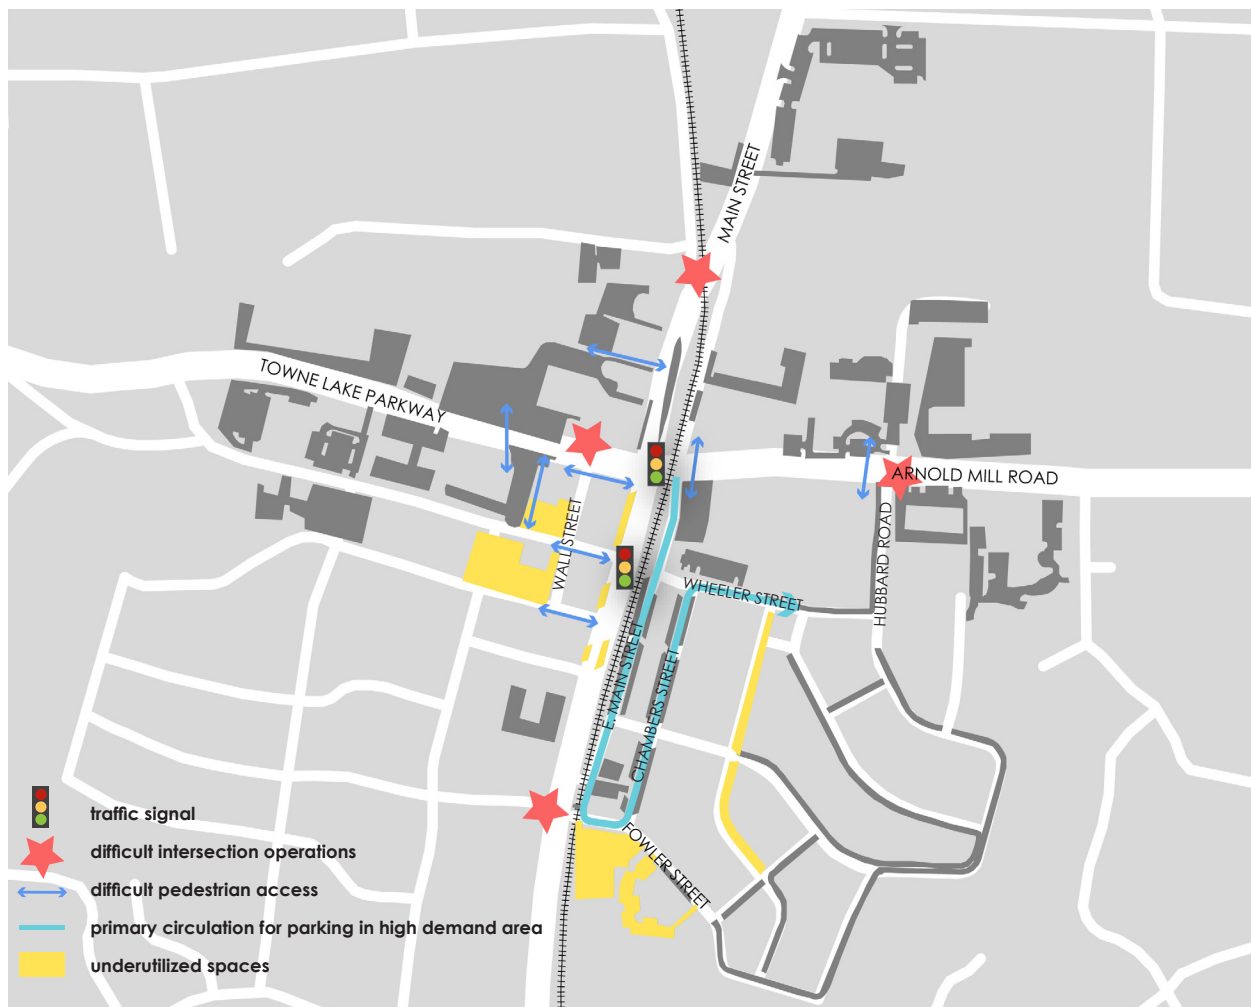 MAIN STREET
TOWNE LAKE PARKWAY
ARNOLD MILL ROAD
WALL STREET
HUBBARD ROAD
WHEELER STREET
E. MAIN STREET
CHAMBERS STREET
FOWLER STREET
traffic signal
difficult intersection operations
difficult pedestrian access
primary circulation for parking in high demand area
underutilized spaces